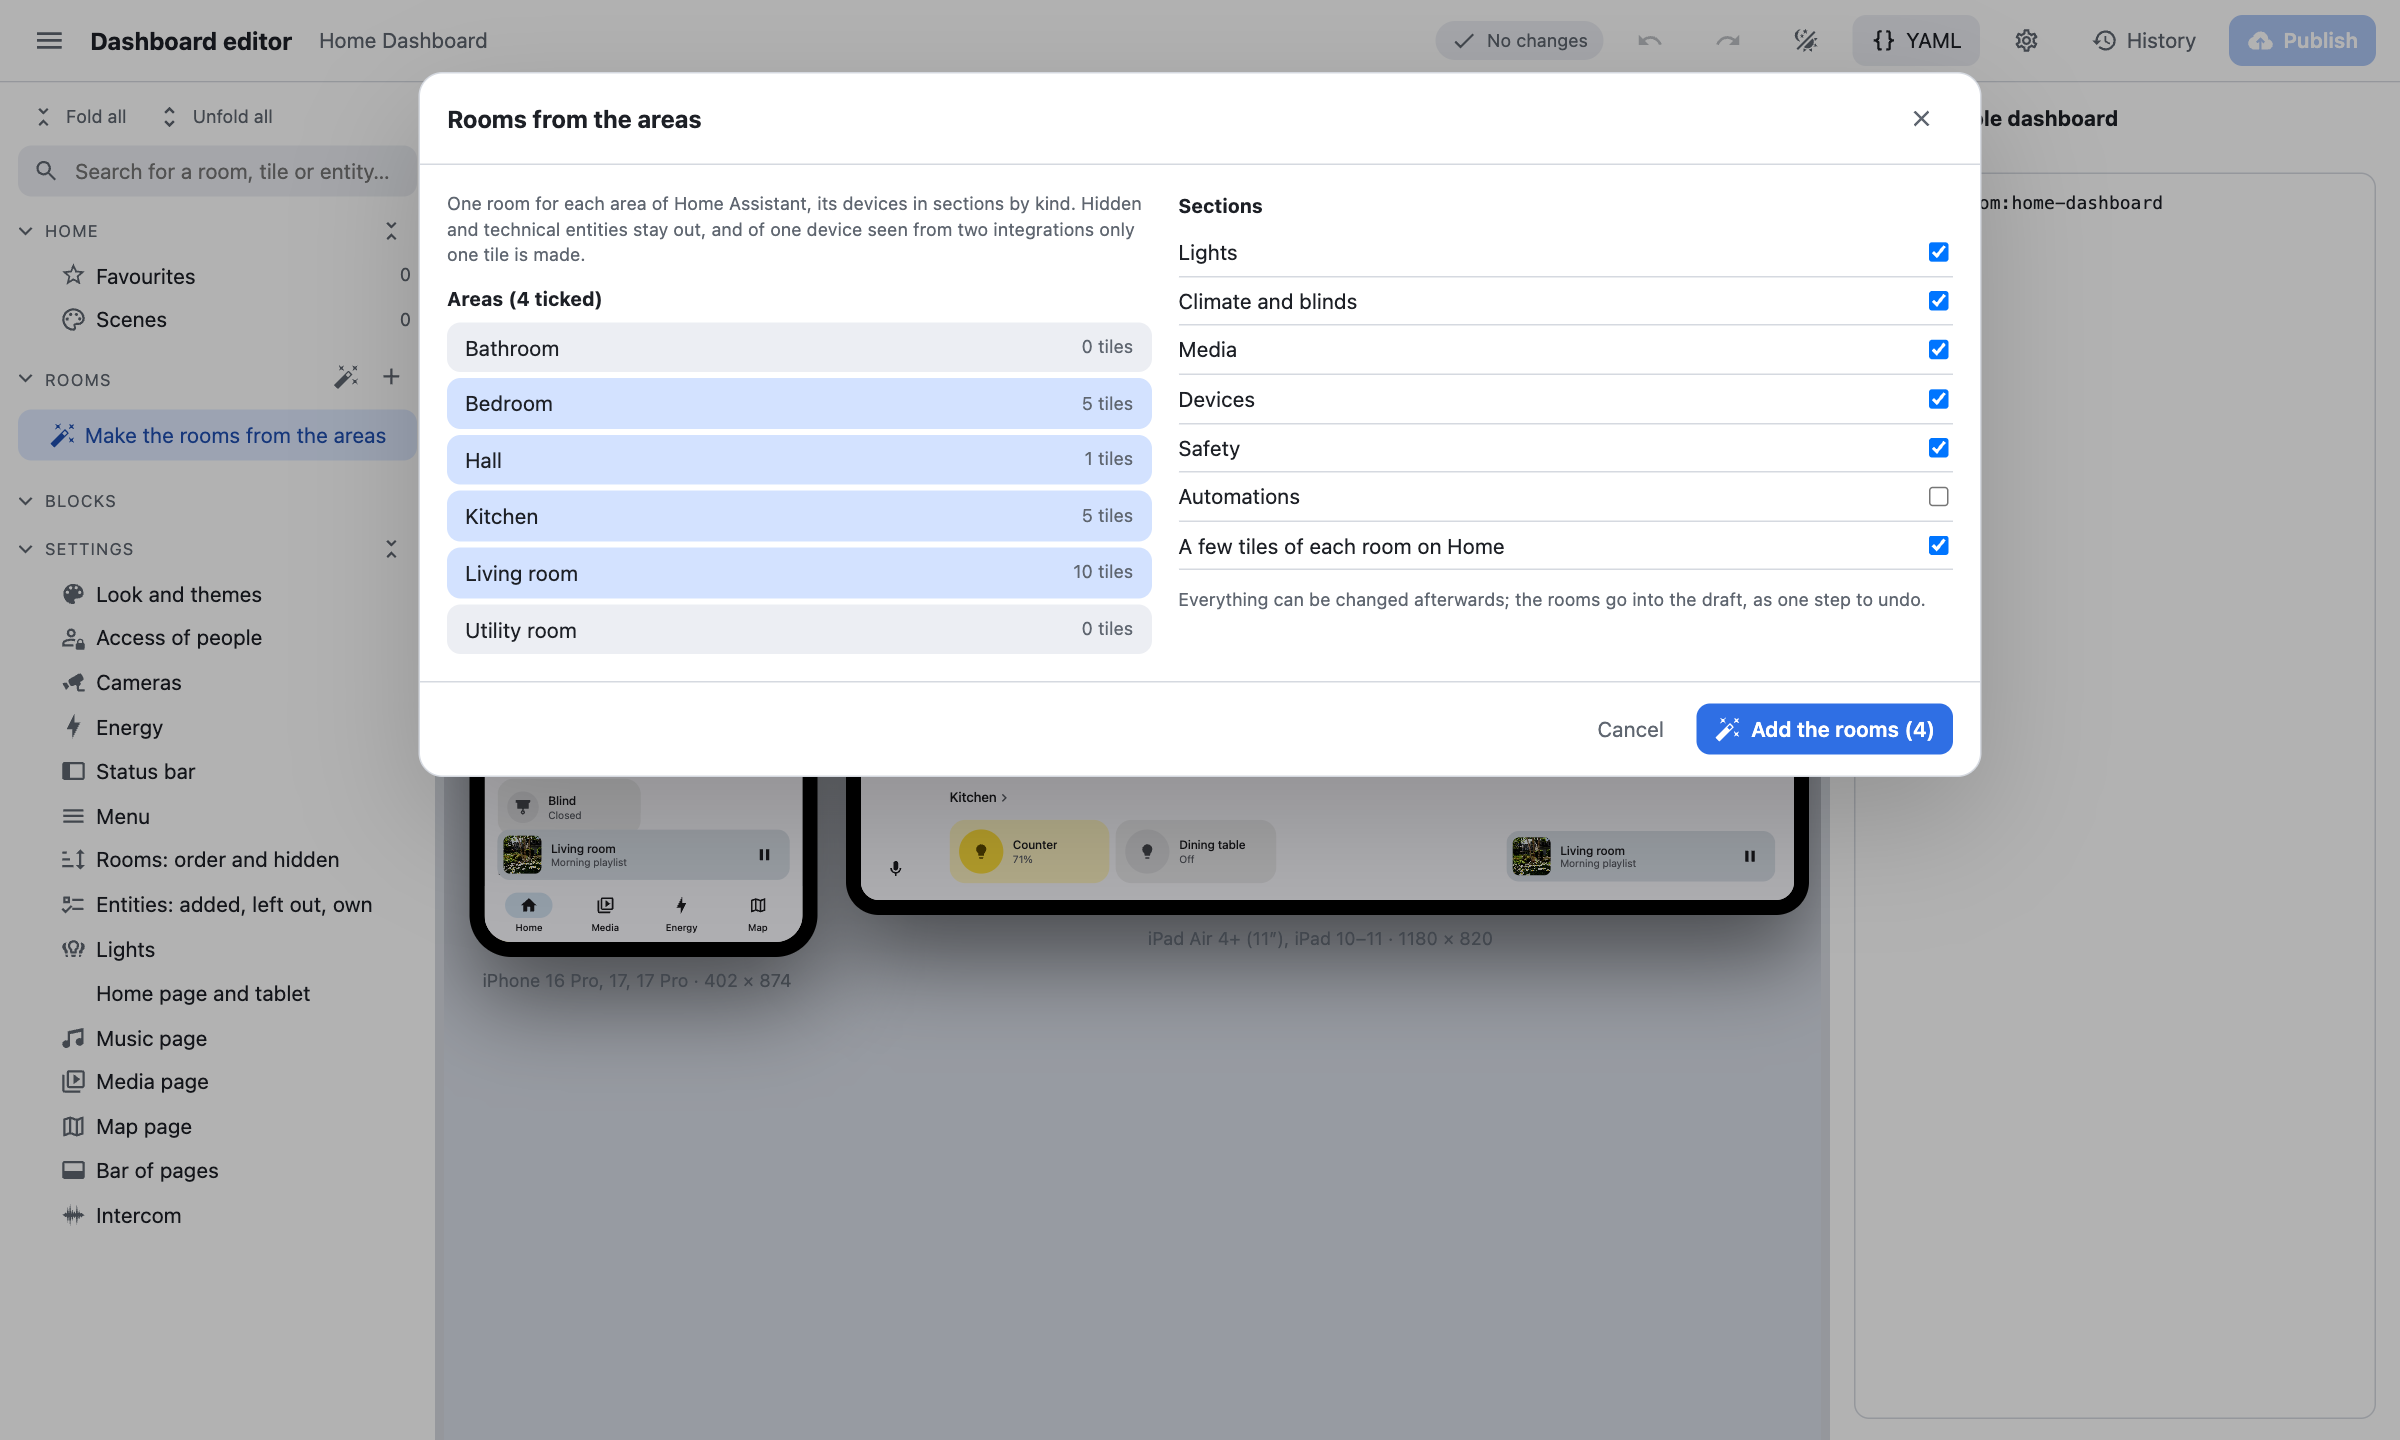 Dashboard editor
Home Dashboard
No changes
YAML
History
Publish
Fold all
Unfold all
Search for a room, tile or entity...
HOME
Favourites
0
Scenes
0
ROOMS
Make the rooms from the areas
BLOCKS
SETTINGS
Look and themes
Access of people
Cameras
Energy
Status bar
Menu
Rooms: order and hidden
Entities: added, left out, own
Lights
Home page and tablet
Music page
Media page
Map page
Bar of pages
Intercom
Rooms from the areas
One room for each area of Home Assistant, its devices in sections by kind. Hidden
and technical entities stay out, and of one device seen from two integrations only
one tile is made.
Areas (4 ticked)
Bathroom
0 tiles
Bedroom
5 tiles
Hall
1 tiles
Kitchen
5 tiles
Living room
10 tiles
Utility room
0 tiles
Sections
Lights
Climate and blinds
Media
Devices
Safety
Automations
A few tiles of each room on Home
Everything can be changed afterwards; the rooms go into the draft, as one step to undo.
Cancel
Add the rooms (4)
Blind
Closed
Living room
Morning playlist
Home
Media
Energy
Map
iPhone 16 Pro, 17, 17 Pro · 402 × 874
Kitchen
Counter
71%
Dining table
Off
Living room
Morning playlist
iPad Air 4+ (11″), iPad 10–11 · 1180 × 820
dashboard
:home-dashboard